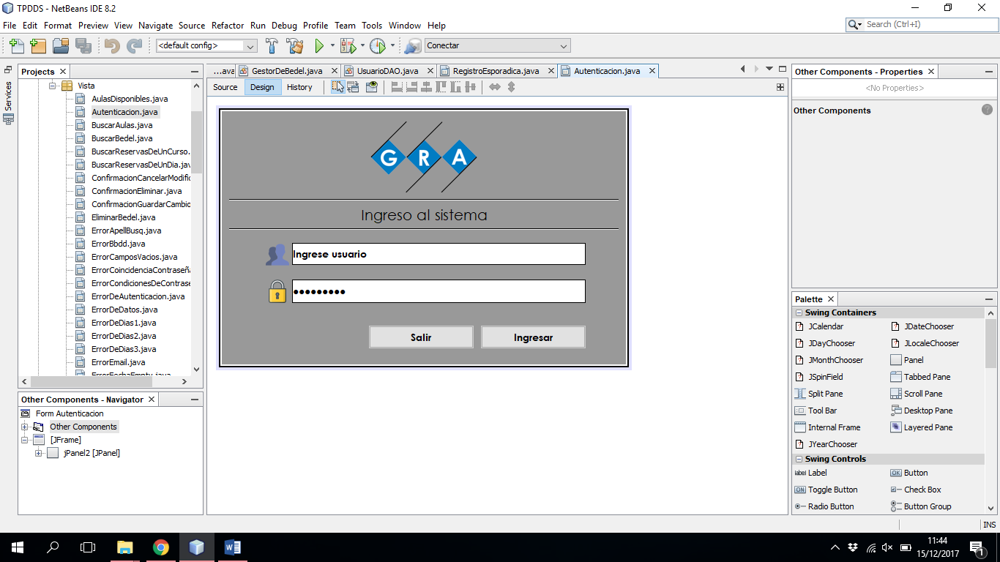 TPDDS - NetBeans IDE 8.2
File Edit Format Preview View Navigate Source Refactor Run Debug Profile Team Tools Window Help
Search (Ctrl+I)
<default config>
Conectar
Services
Projects
Vista
AulasDisponibles.java
Autenticacion.java
BuscarAulas.java
BuscarBedel.java
BuscarReservasDeUnCurso.
BuscarReservasDeUnDia.jav
ConfirmacionCancelarModific
ConfirmacionEliminar.java
ConfirmacionGuardarCambio
EliminarBedel.java
ErrorApellBusq.java
ErrorBbdd.java
ErrorCamposVacios.java
ErrorCoincidenciaContraseña
ErrorCondicionesDeContrase
ErrorDeAutenticacion.java
ErrorDeDatos.java
ErrorDeDias1.java
ErrorDeDias2.java
ErrorDeDias3.java
ErrorEmail.java
ErrorFechaEmpty.java
Other Components - Navigator
Form Autenticacion
Other Components
[JFrame]
jPanel2 [JPanel]
...ava GestorDeBedel.java UsuarioDAO.java RegistroEsporadica.java Autenticacion.java
Source Design History
G R A
Ingreso al sistema
Ingrese usuario
●●●●●●●●●
Salir Ingresar
Other Components - Properties
<No Properties>
Other Components
?
Palette
Swing Containers
JCalendar JDateChooser
JDayChooser JLocaleChooser
JMonthChooser Panel
JSpinField Tabbed Pane
Split Pane Scroll Pane
Tool Bar Desktop Pane
Internal Frame Layered Pane
JYearChooser
Swing Controls
label Label OK Button
ON Toggle Button Check Box
Radio Button Button Group
INS
11:44
15/12/2017
1